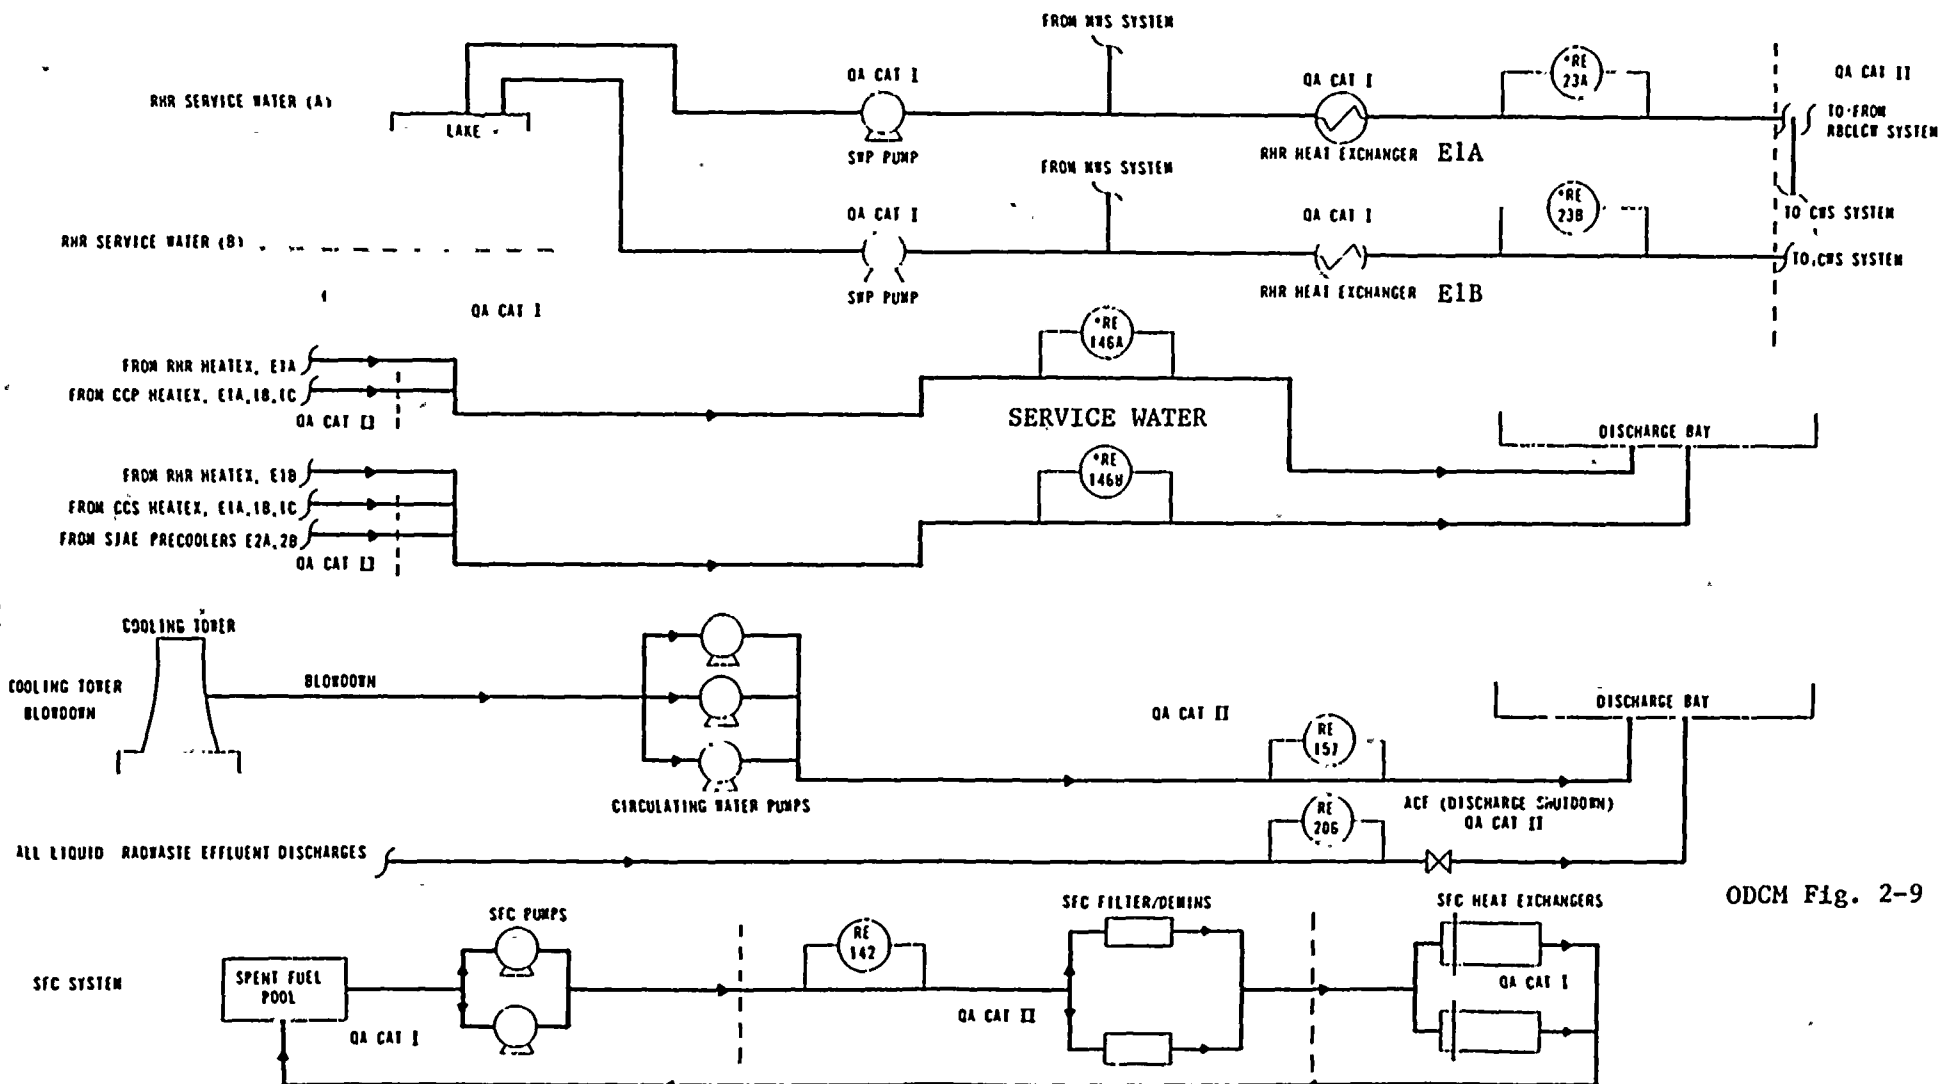 FROM NWS SYSTEM
QA CAT I
QA CAT I
*RE
23A
QA CAT II
RHR SERVICE WATER (A)
LAKE
TO-FROM
RBCLCW SYSTEM
SWP PUMP
RHR HEAT EXCHANGER E1A
FROM NWS SYSTEM
QA CAT I
QA CAT I
*RE
23B
TO CWS SYSTEM
RHR SERVICE WATER (B)
TO CWS SYSTEM
SWP PUMP
RHR HEAT EXCHANGER E1B
QA CAT I
*RE
146A
FROM RHR HEATEX, E1A
FROM CCP HEATEX, E1A,1B,1C
QA CAT II
SERVICE WATER
DISCHARGE BAY
*RE
146B
FROM RHR HEATEX, E1B
FROM CCS HEATEX, E1A,1B,1C
FROM SJAE PRECOOLERS E2A,2B
QA CAT II
COOLING TOWER
COOLING TOWER
BLOWDOWN
BLOWDOWN
DISCHARGE BAY
QA CAT II
RE
157
CIRCULATING WATER PUMPS
ACF (DISCHARGE SHUTDOWN)
QA CAT II
RE
206
ALL LIQUID RADWASTE EFFLUENT DISCHARGES
ODCM Fig. 2-9
SFC PUMPS
SFC FILTER/DEMINS
SFC HEAT EXCHANGERS
RE
142
SFC SYSTEM
SPENT FUEL
POOL
QA CAT I
QA CAT II
QA CAT I